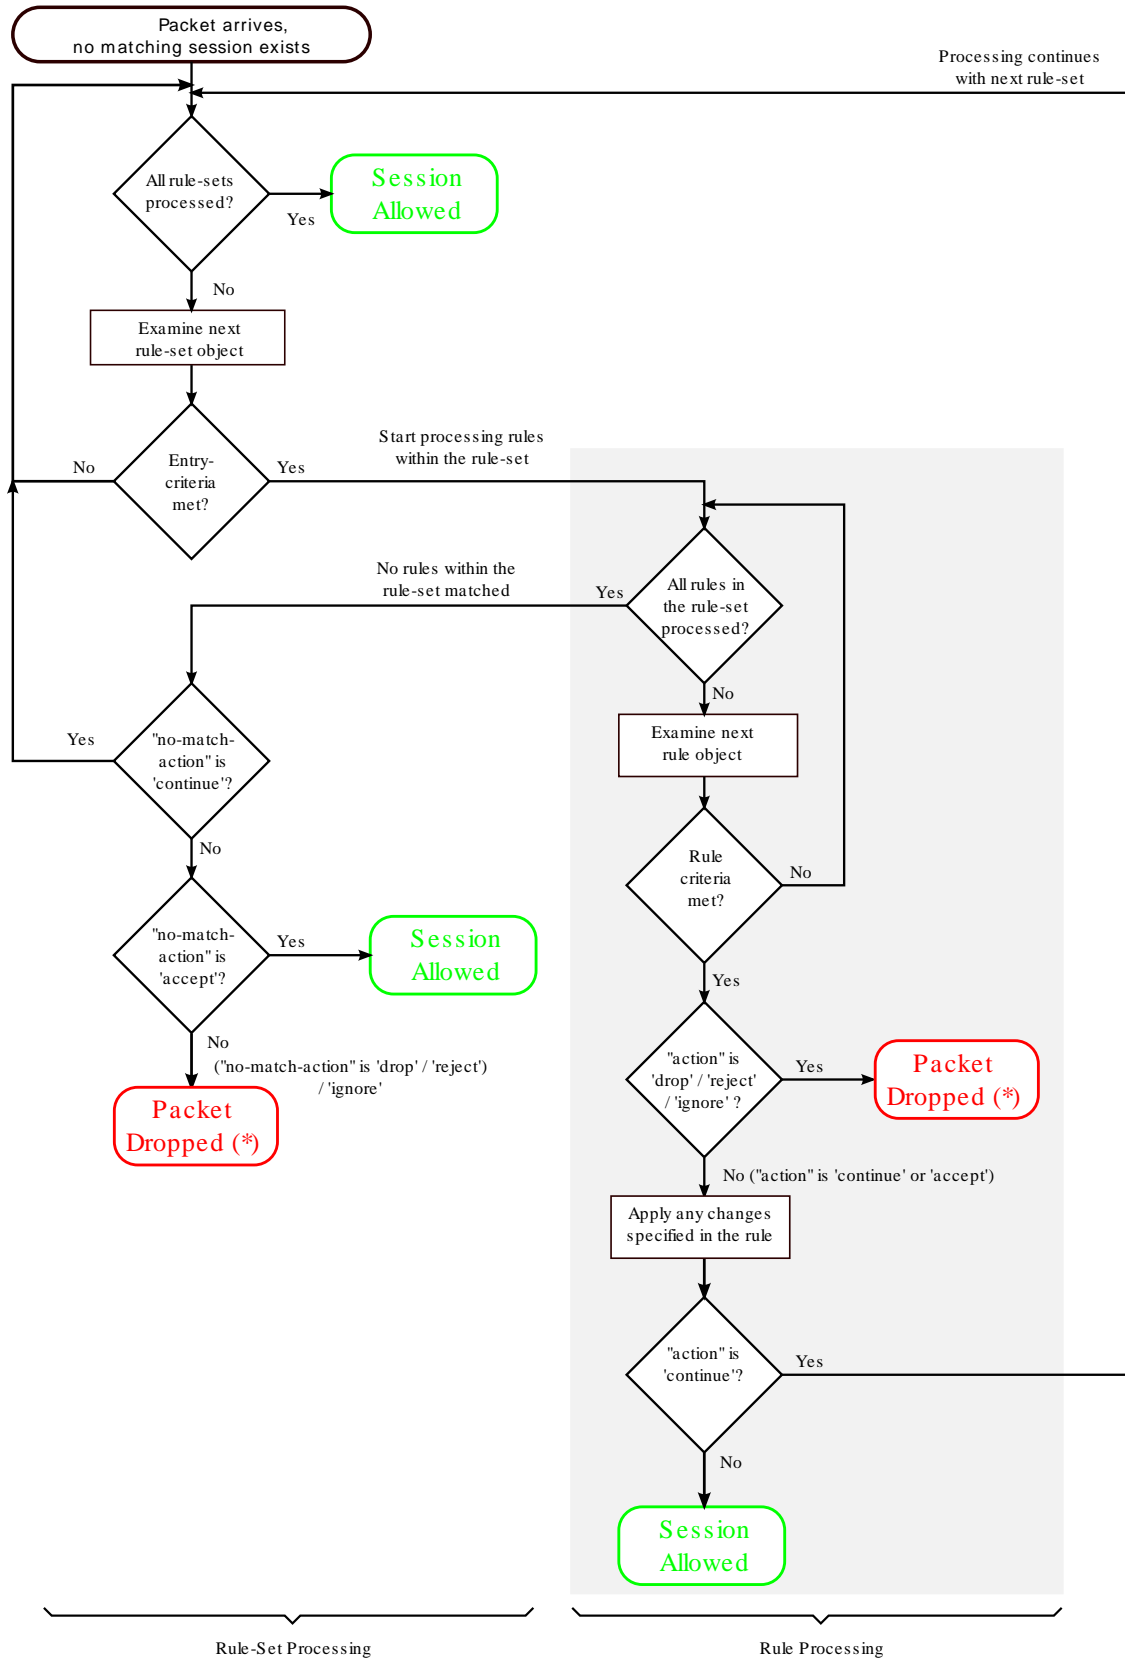 Packet arrives,
no matching session exists
Processing continues
with next rule-set
All rule-sets
processed?
Yes
Session
Allowed
No
Examine next
rule-set object
Entry-
criteria
met?
No
Yes
Start processing rules
within the rule-set
No rules within the
rule-set matched
Yes
All rules in
the rule-set
processed?
No
Examine next
rule object
Yes
"no-match-
action" is
'continue'?
No
Rule
criteria
met?
No
Yes
"no-match-
action" is
'accept'?
Yes
Session
Allowed
No
("no-match-action" is 'drop' / 'reject')
/ 'ignore'
Packet
Dropped (*)
"action" is
'drop' / 'reject'
/ 'ignore' ?
Yes
Packet
Dropped (*)
No ("action" is 'continue' or 'accept')
Apply any changes
specified in the rule
"action" is
'continue'?
Yes
No
Session
Allowed
Rule-Set Processing
Rule Processing